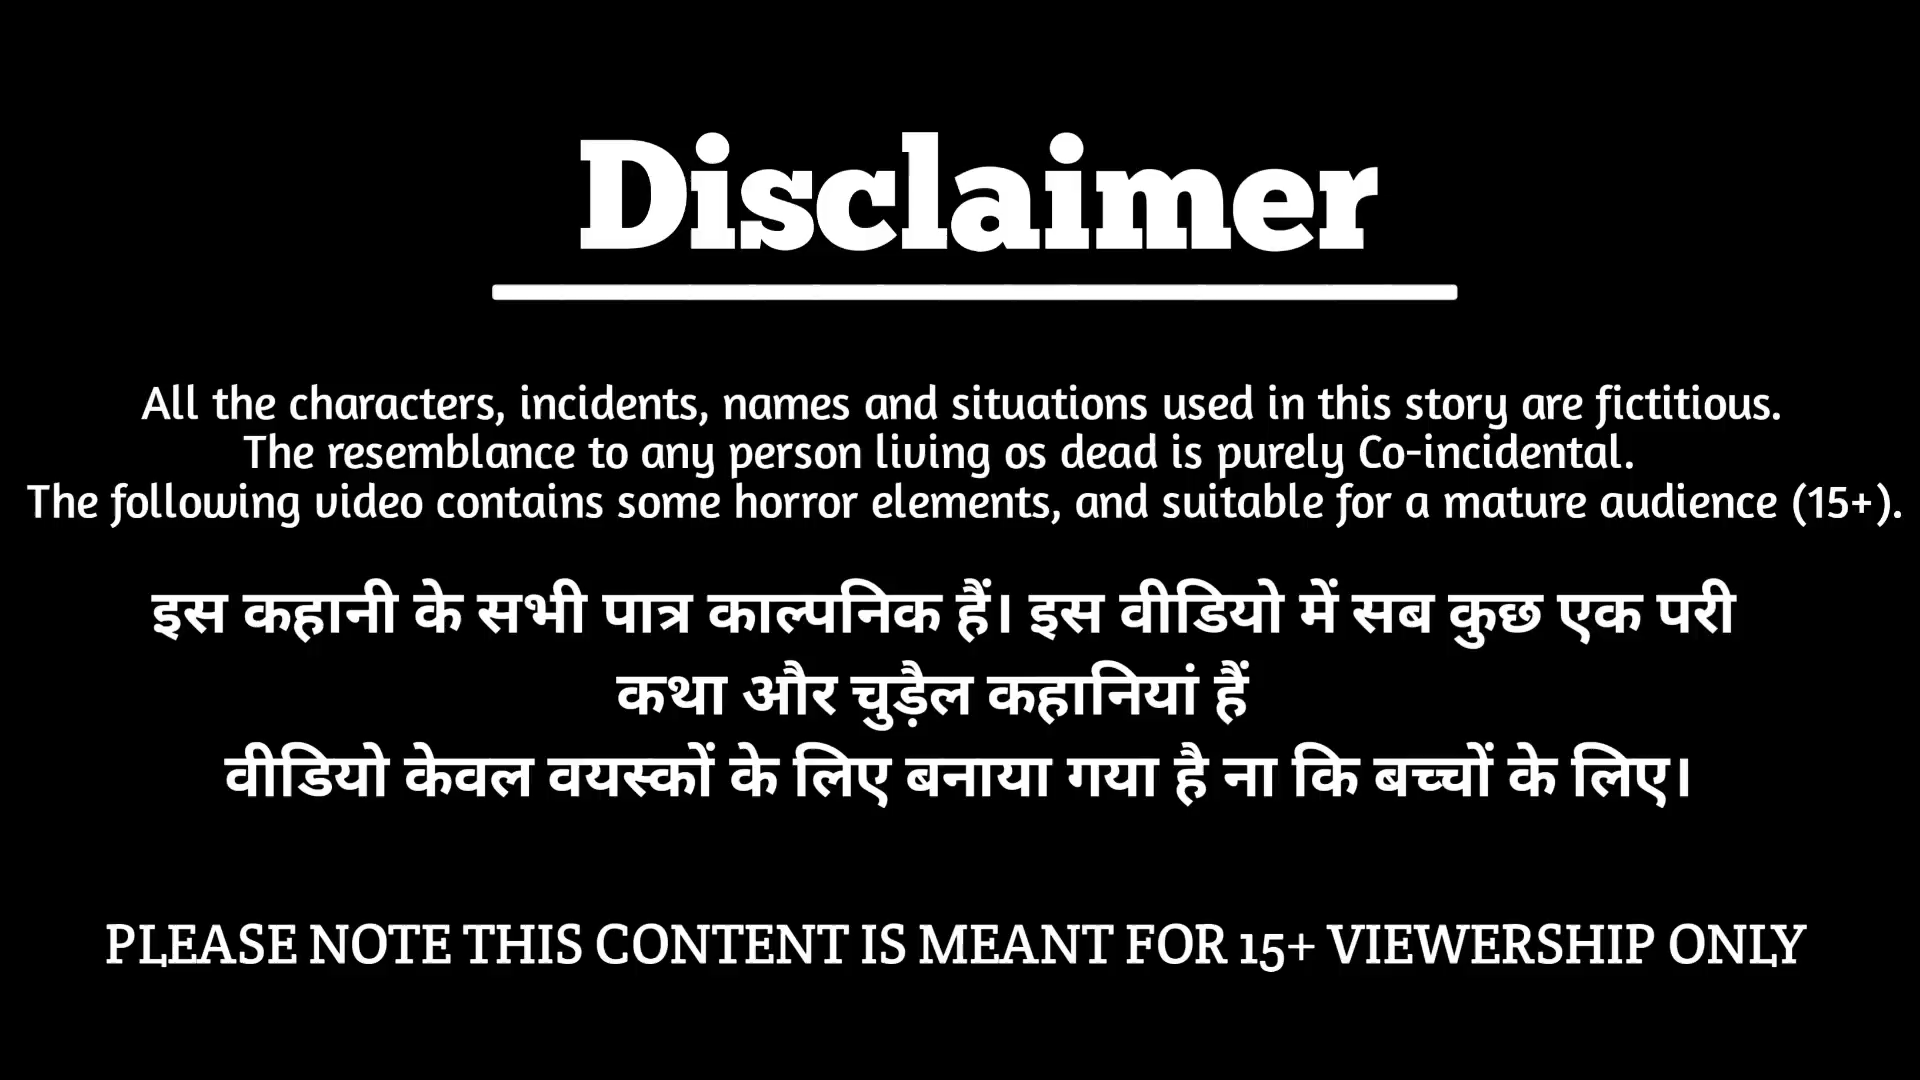 Disclaimer
All the characters, incidents, names and situations used in this story are fictitious.
The resemblance to any person living os dead is purely Co-incidental.
The following video contains some horror elements, and suitable for a mature audience (15+).
इस कहानी के सभी पात्र काल्पनिक हैं। इस वीडियो में सब कुछ एक परी
कथा और चुड़ैल कहानियां हैं
वीडियो केवल वयस्कों के लिए बनाया गया है ना कि बच्चों के लिए।
PLEASE NOTE THIS CONTENT IS MEANT FOR 15+ VIEWERSHIP ONLY